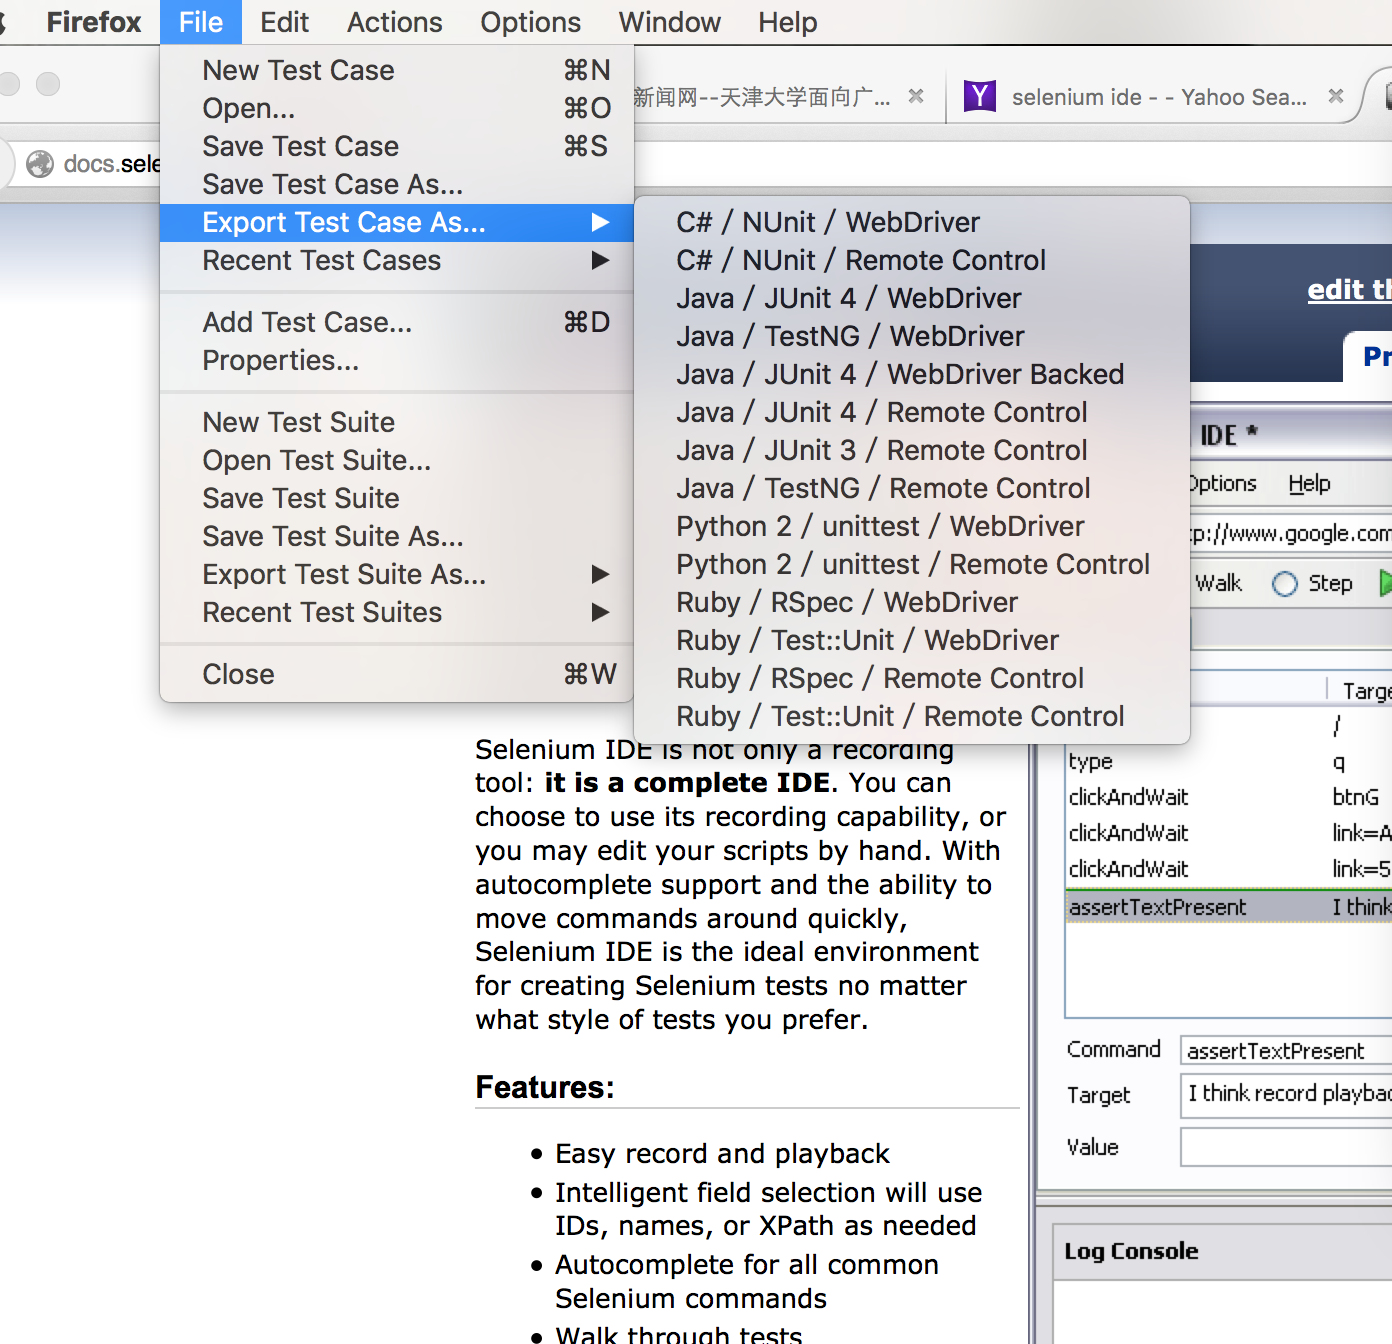 Firefox File Edit Actions Options Window Help
New Test Case ⌘N
Open... ⌘O
Save Test Case ⌘S
Save Test Case As...
Export Test Case As... ▶
Recent Test Cases ▶
Add Test Case... ⌘D
Properties...
New Test Suite
Open Test Suite...
Save Test Suite
Save Test Suite As...
Export Test Suite As... ▶
Recent Test Suites ▶
Close ⌘W
新闻网--天津大学面向广...
selenium ide - - Yahoo Sea...
docs.sele
C# / NUnit / WebDriver
C# / NUnit / Remote Control
Java / JUnit 4 / WebDriver
Java / TestNG / WebDriver
Java / JUnit 4 / WebDriver Backed
Java / JUnit 4 / Remote Control
Java / JUnit 3 / Remote Control
Java / TestNG / Remote Control
Python 2 / unittest / WebDriver
Python 2 / unittest / Remote Control
Ruby / RSpec / WebDriver
Ruby / Test::Unit / WebDriver
Ruby / RSpec / Remote Control
Ruby / Test::Unit / Remote Control
edit th
Pr
IDE *
Options Help
tp://www.google.com
Walk Step
Targe
/
type q
clickAndWait btnG
clickAndWait link=A
clickAndWait link=5
assertTextPresent I think
Command assertTextPresent
Target I think record playbac
Value
Log Console
Selenium IDE is not only a recording
tool: it is a complete IDE. You can
choose to use its recording capability, or
you may edit your scripts by hand. With
autocomplete support and the ability to
move commands around quickly,
Selenium IDE is the ideal environment
for creating Selenium tests no matter
what style of tests you prefer.
Features:
• Easy record and playback
• Intelligent field selection will use
IDs, names, or XPath as needed
• Autocomplete for all common
Selenium commands
• Walk through tests